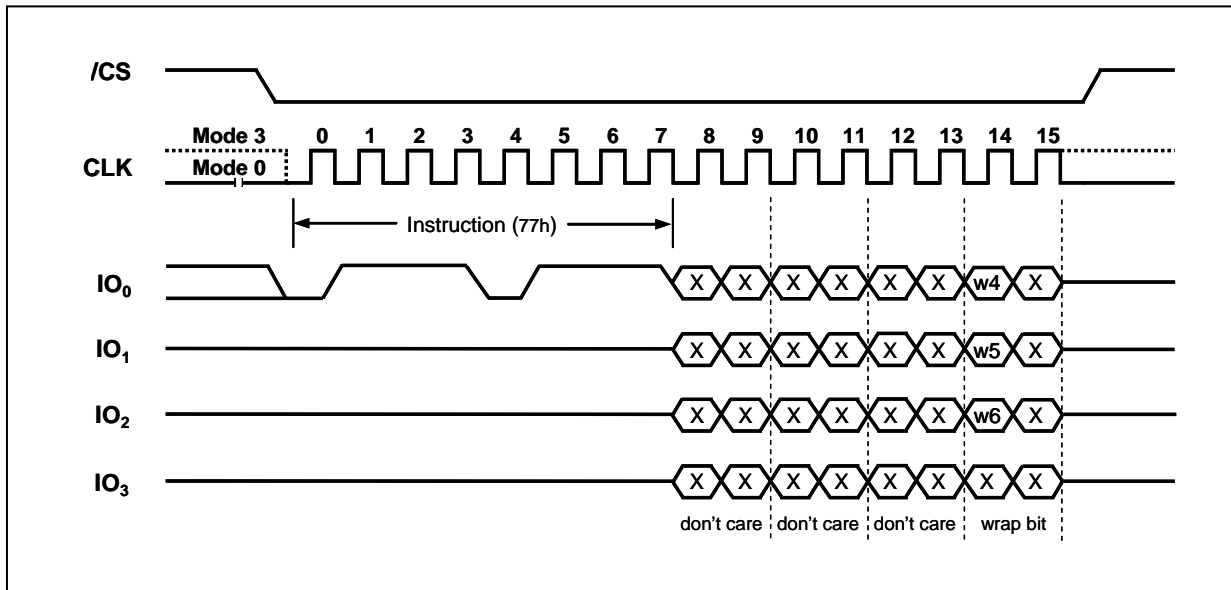 /CS
Mode 3 0 1 2 3 4 5 6 7 8 9 10 11 12 13 14 15
CLK Mode 0
Instruction (77h)
IO0 X X X X X X w4 X
IO1 X X X X X X w5 X
IO2 X X X X X X w6 X
IO3 X X X X X X X X
don't care don't care don't care wrap bit